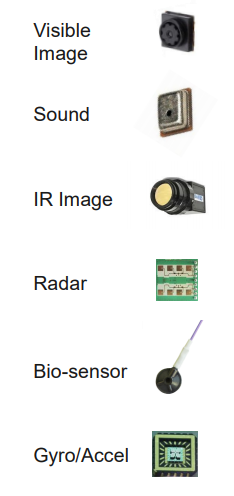 Visible
Image
Sound
IR Image
Radar
Bio-sensor
Gyro/Accel